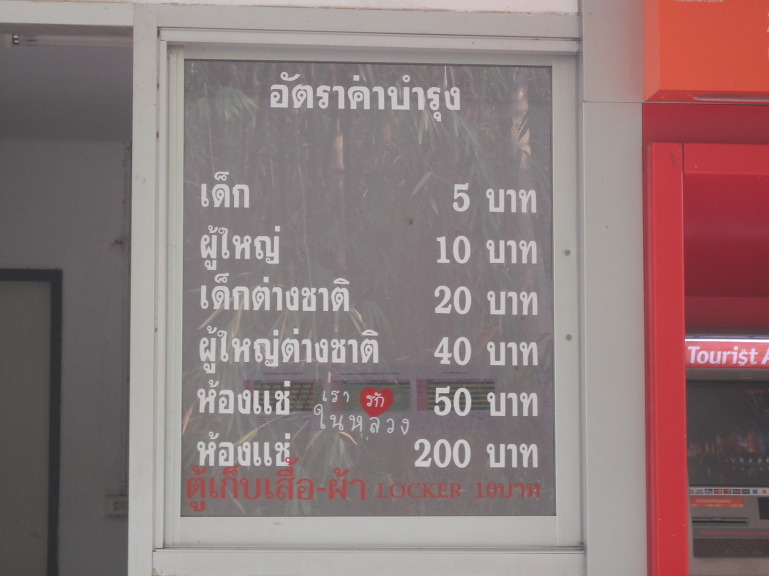 อัตราค่าบำรุง
เด็ก 5 บาท
ผู้ใหญ่ 10 บาท
เด็กต่างชาติ 20 บาท
ผู้ใหญ่ต่างชาติ 40 บาท
ห้องแช่ 50 บาท
เรา รัก
ในหลวง
ห้องแช่ 200 บาท
ตู้เก็บเสื้อ-ผ้า LOCKER 10บาท
Tourist